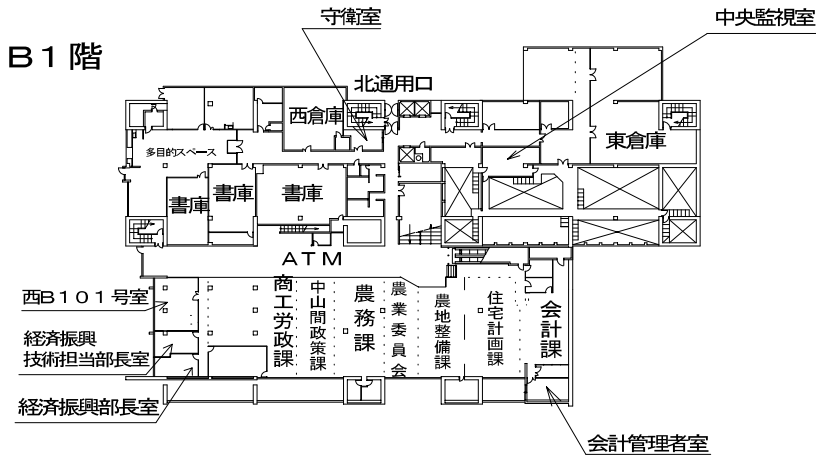 B1階
守衛室
中央監視室
北通用口
西倉庫
東倉庫
多目的スペース
書庫
書庫
書庫
ATM
西B101号室
経済振興
技術担当部長室
経済振興部長室
商工労政課
中山間政策課
農務課
農業委員会
農地整備課
住宅計画課
会計課
会計管理者室